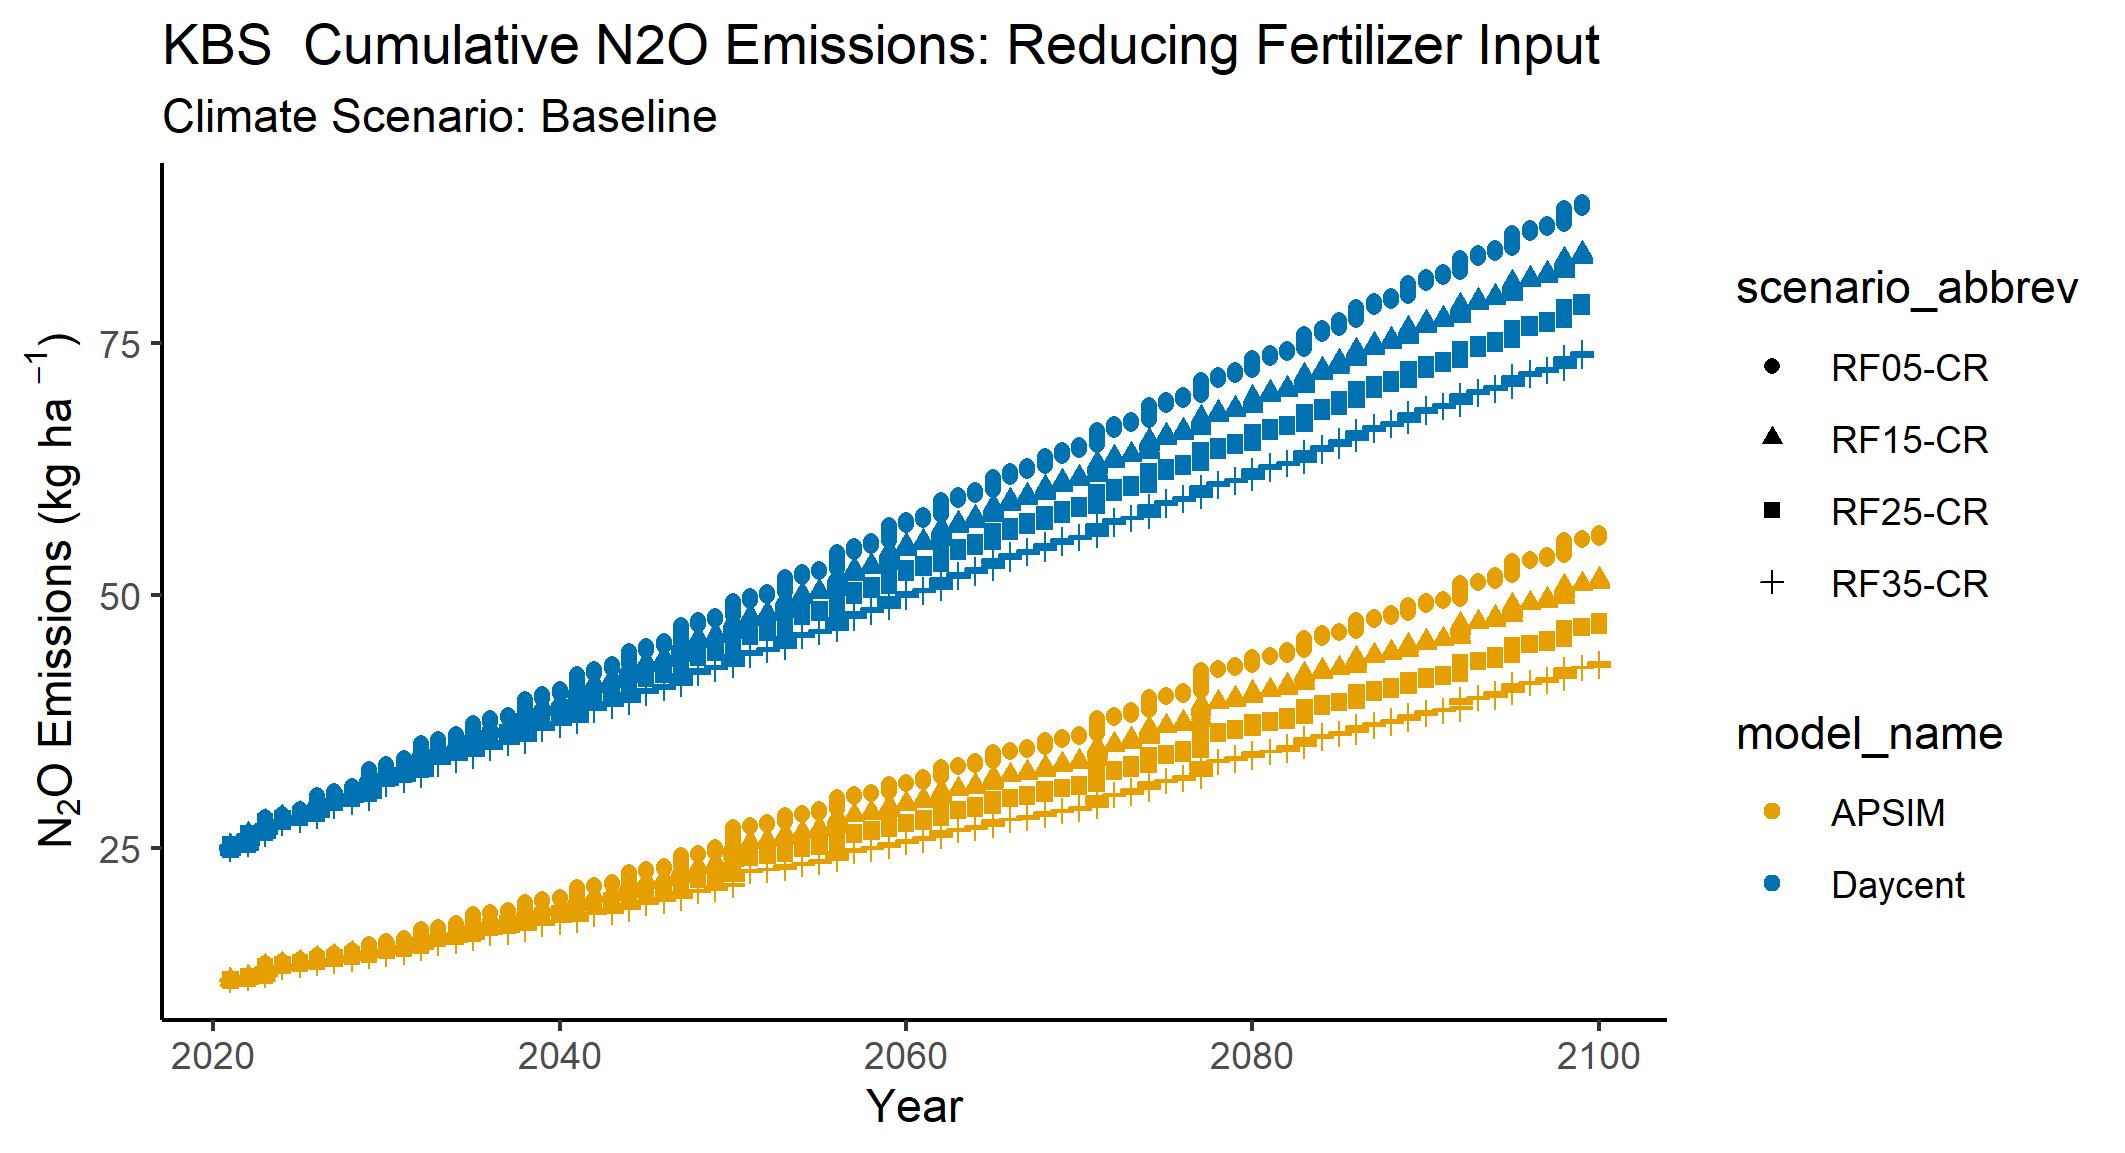 KBS  Cumulative N2O Emissions: Reducing Fertilizer Input
Climate Scenario: Baseline
N₂O Emissions (kg ha ⁻¹)
75
50
25
2020 2040 2060 2080 2100
Year
scenario_abbrev
RF05-CR
RF15-CR
RF25-CR
RF35-CR
model_name
APSIM
Daycent